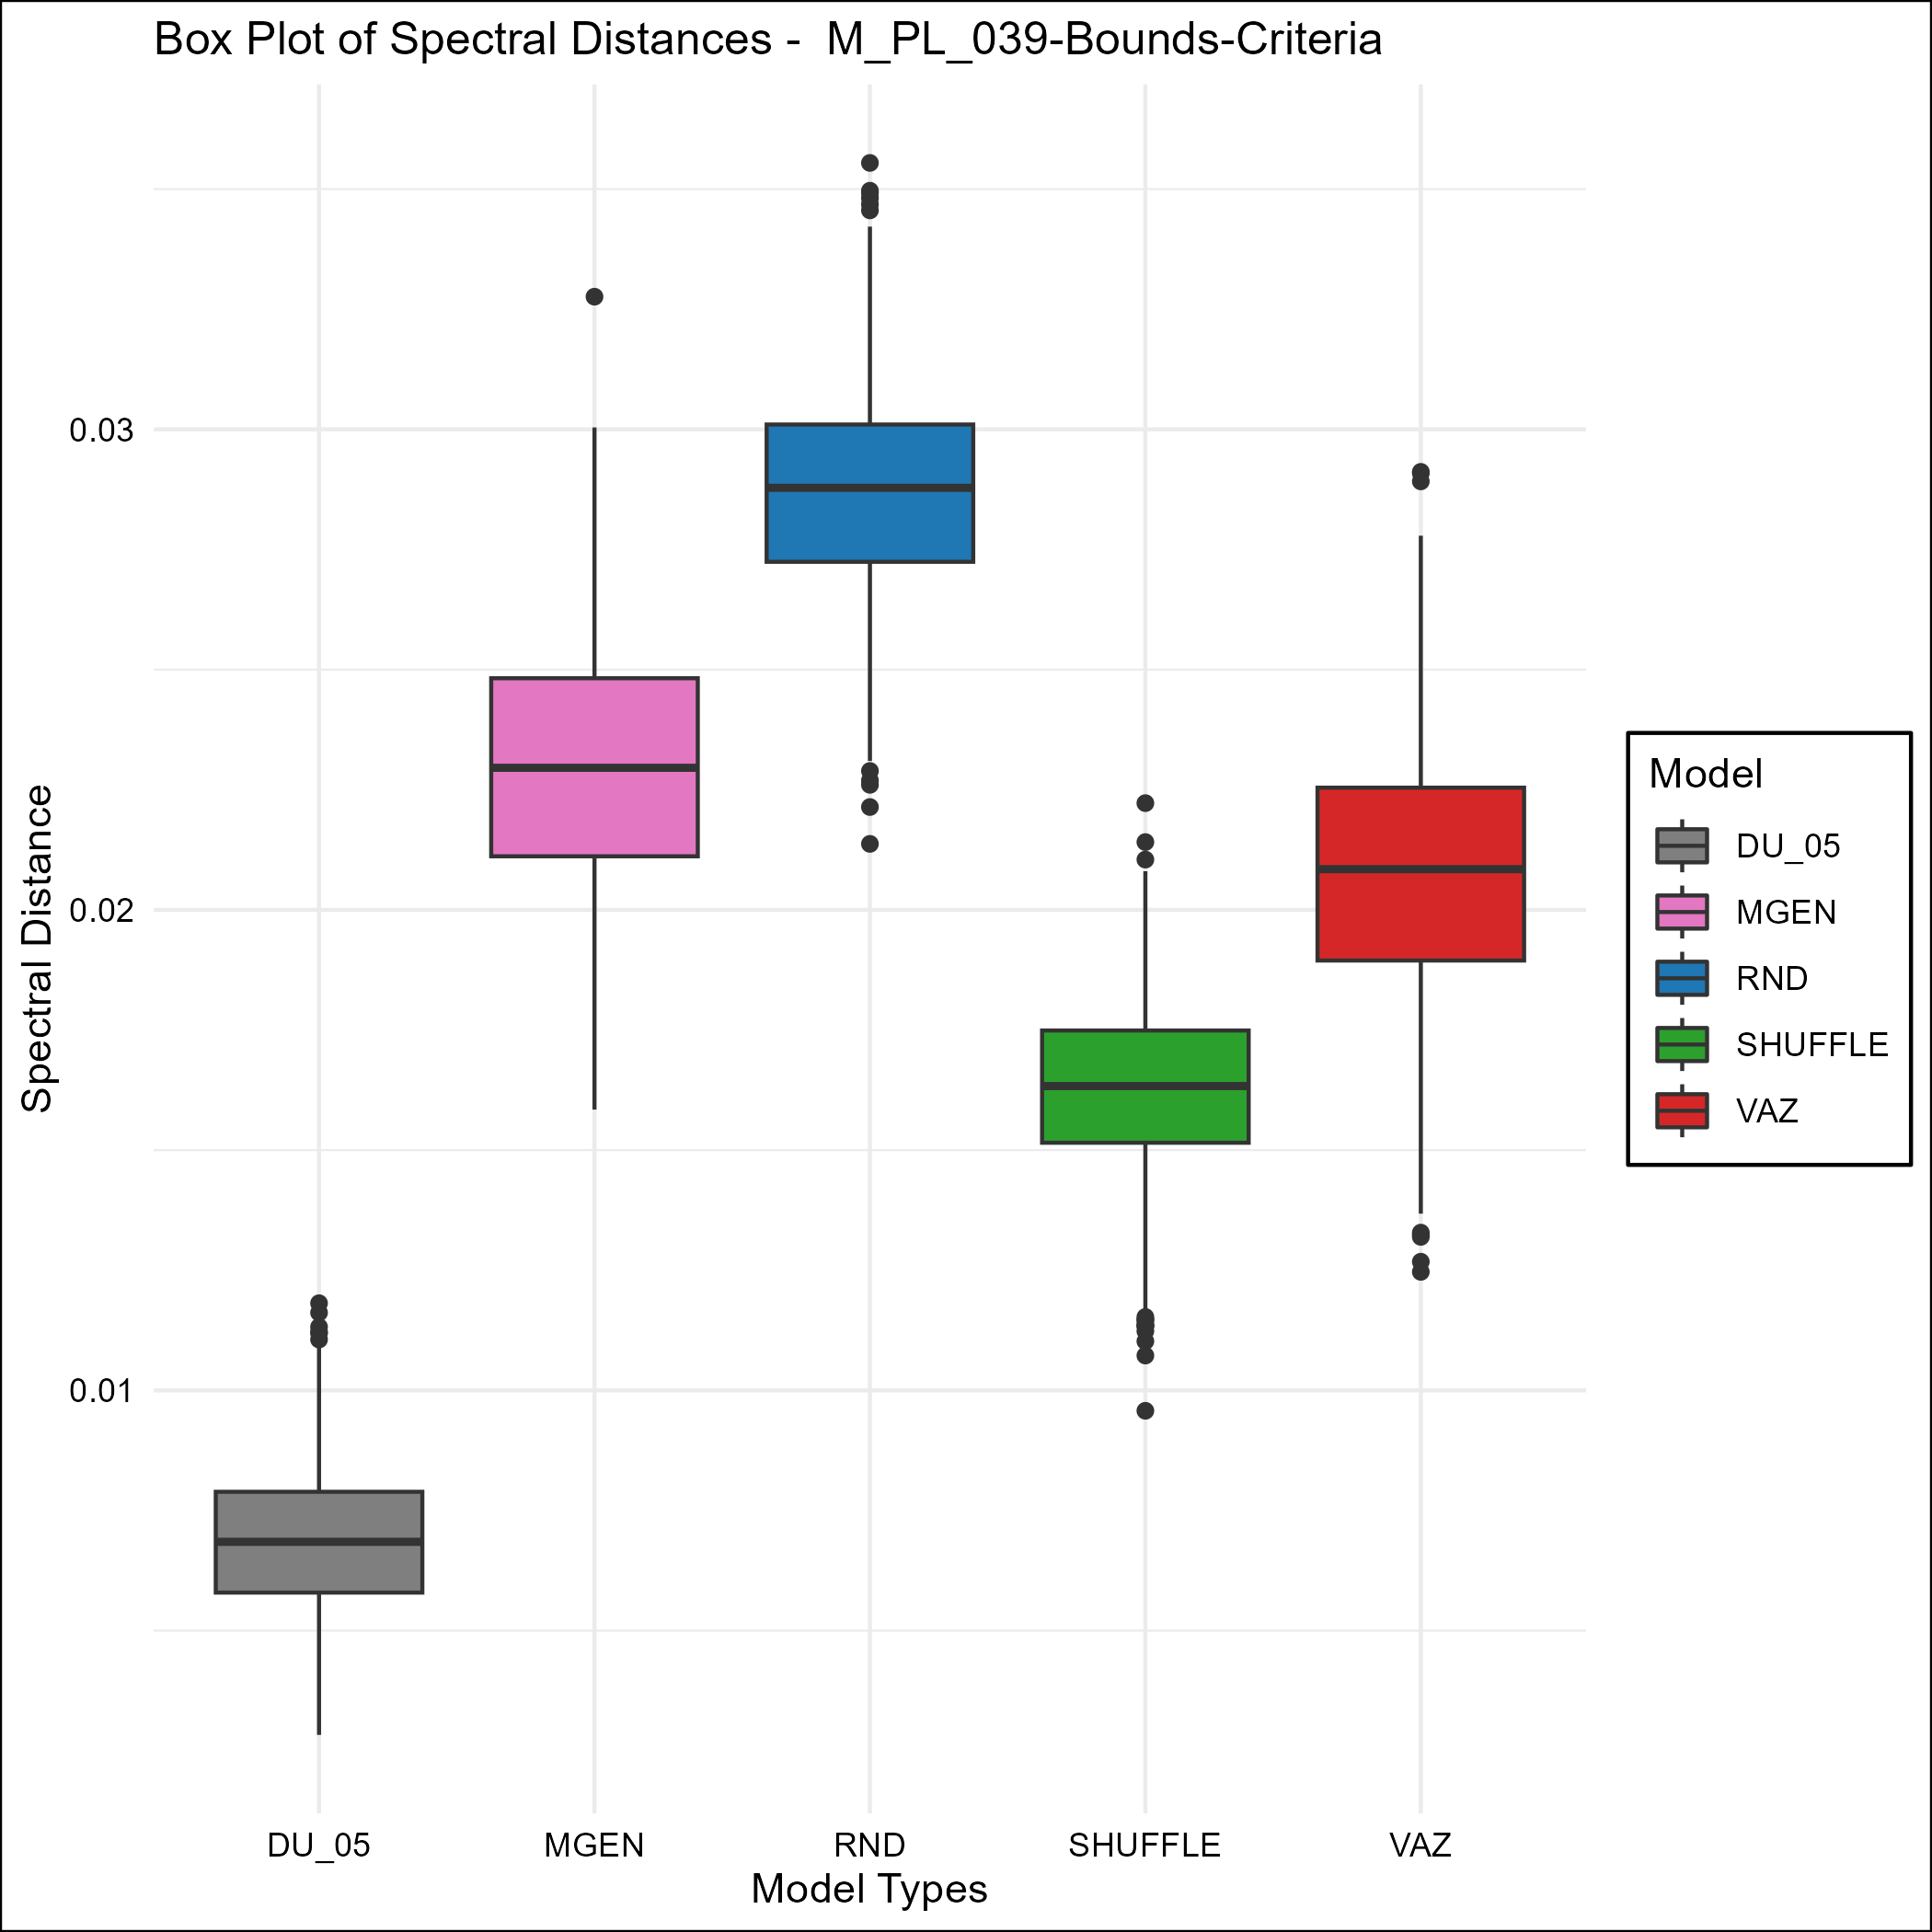 Box Plot of Spectral Distances -  M_PL_039-Bounds-Criteria
Spectral Distance
0.03
0.02
0.01
DU_05
MGEN
RND
SHUFFLE
VAZ
Model Types
Model
DU_05
MGEN
RND
SHUFFLE
VAZ